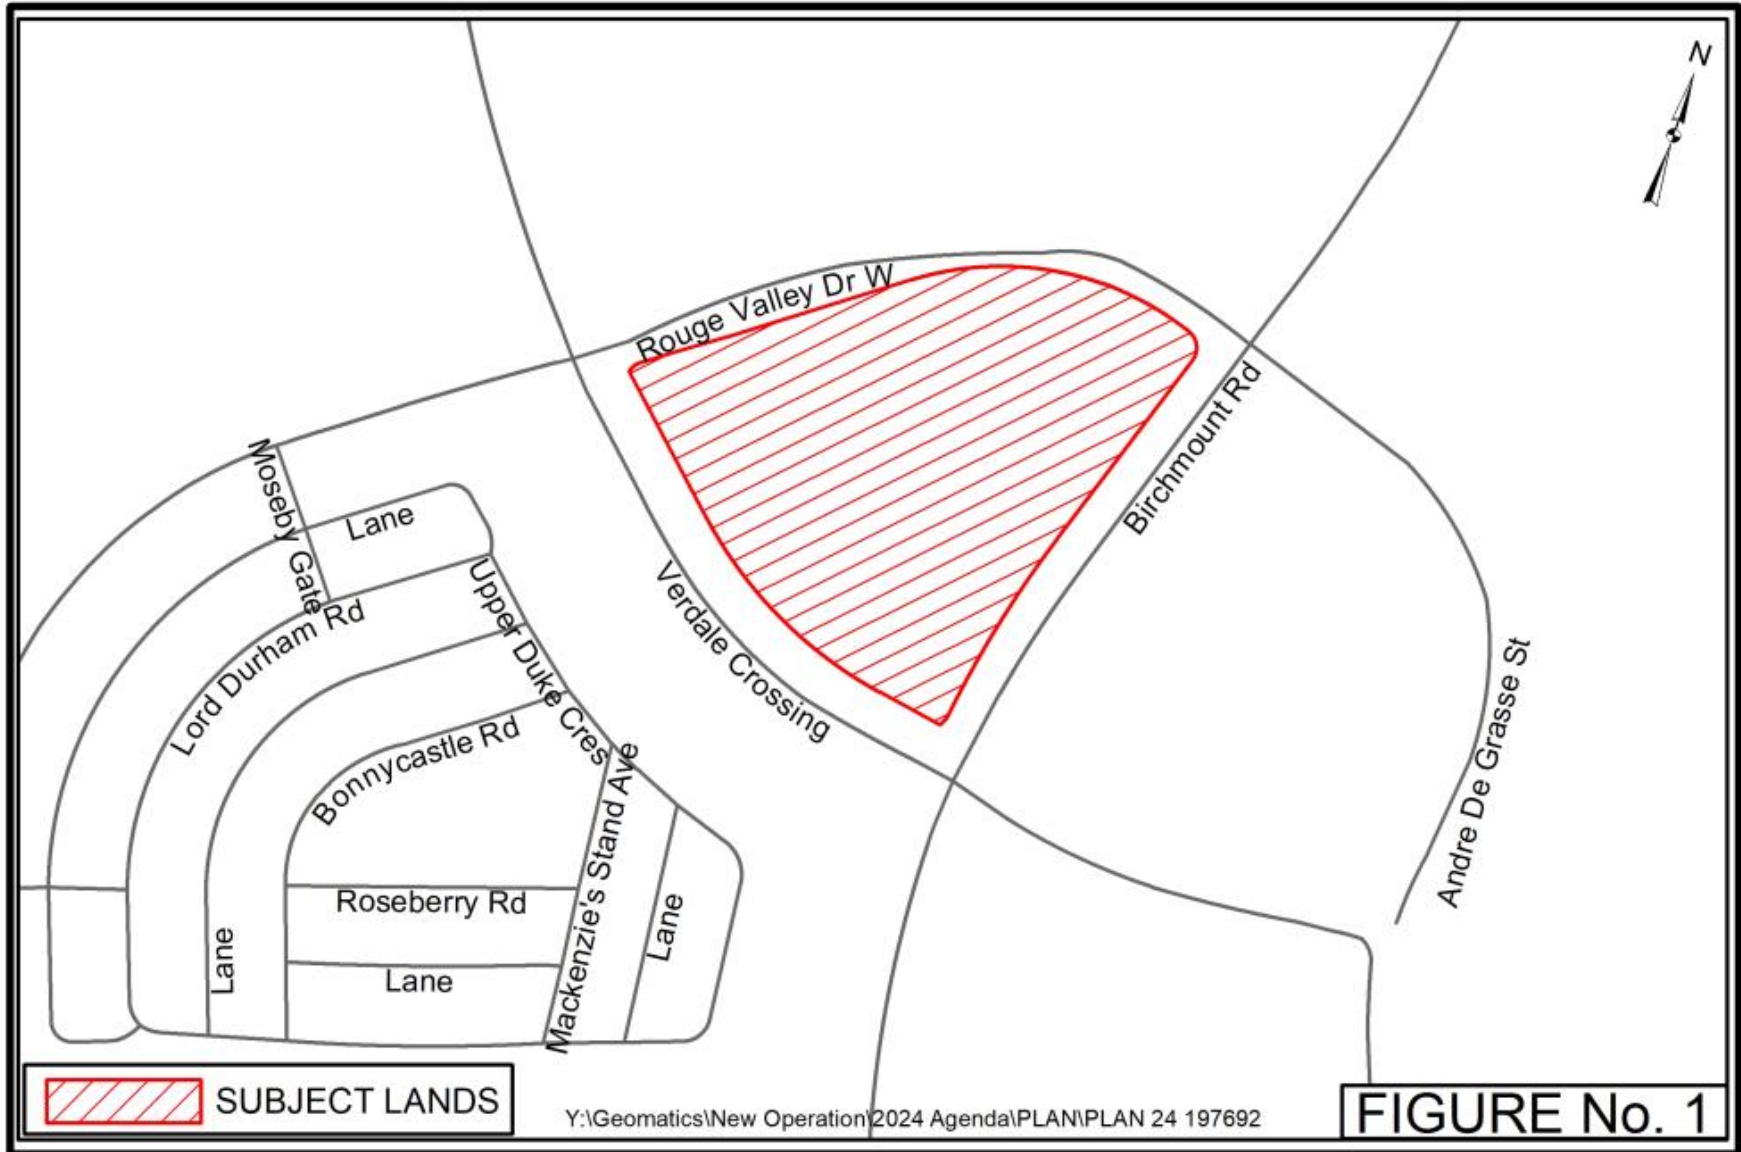 N
Rouge Valley Dr W
Birchmount Rd
Moseby Gate
Lane
Upper Duke Cres
Verdale Crossing
Lord Durham Rd
Bonnycastle Rd
Andre De Grasse St
Mackenzie's Stand Ave
Roseberry Rd
Lane
Lane
Lane
SUBJECT LANDS
Y:\Geomatics\New Operation\2024 Agenda\PLAN\PLAN 24 197692
FIGURE No. 1